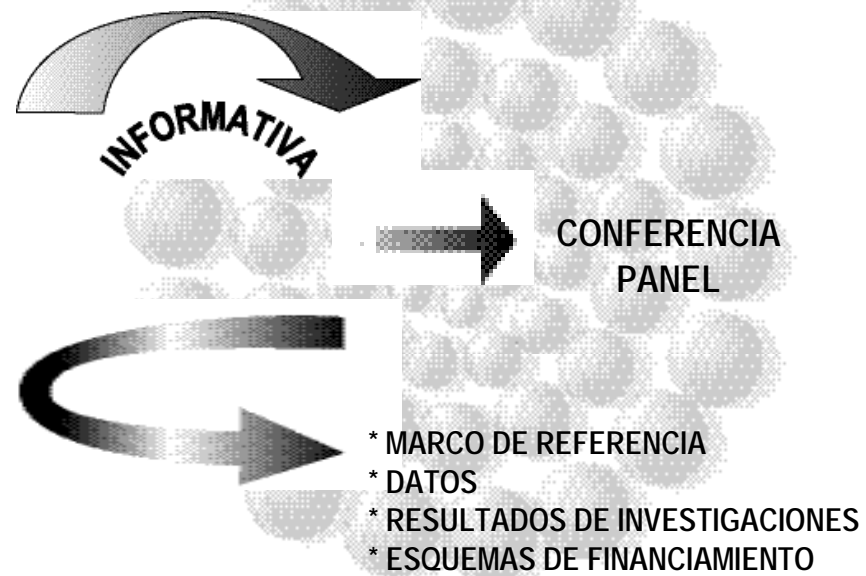 INFORMATIVA
CONFERENCIA
PANEL
* MARCO DE REFERENCIA
* DATOS
* RESULTADOS DE INVESTIGACIONES
* ESQUEMAS DE FINANCIAMIENTO